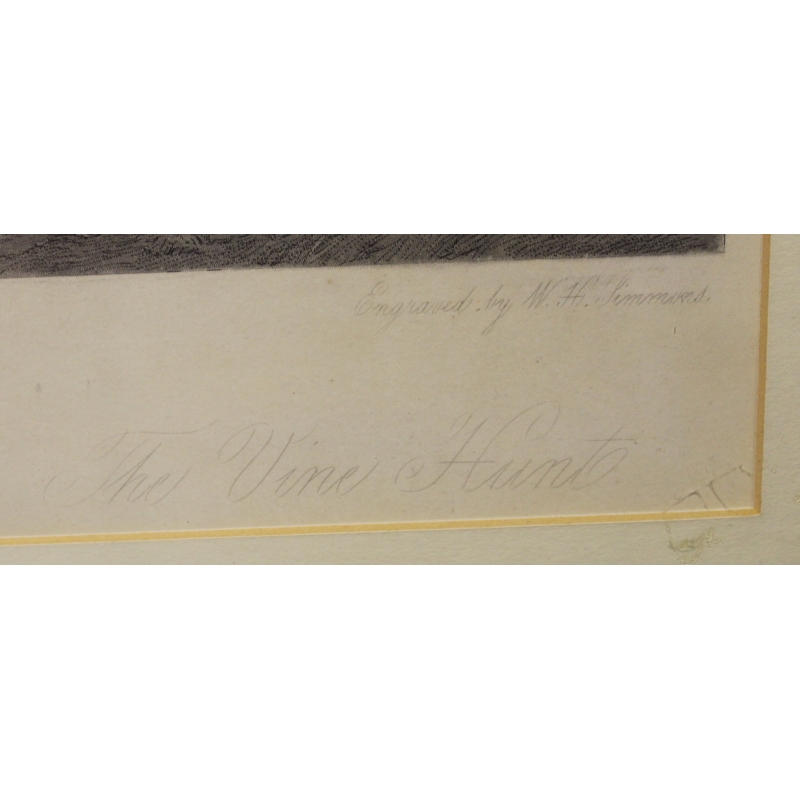 Engraved by W. H. Simmons.
The Vine Hunt